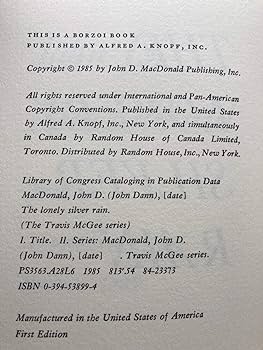 THIS IS A BORZOI BOOK
PUBLISHED BY ALFRED A. KNOPF, INC.
Copyright © 1985 by John D. MacDonald Publishing, Inc.
All rights reserved under International and Pan-American
Copyright Conventions. Published in the United States
by Alfred A. Knopf, Inc., New York, and simultaneously
in Canada by Random House of Canada Limited,
Toronto. Distributed by Random House, Inc., New York.
Library of Congress Cataloging in Publication Data
MacDonald, John D. (John Dann), [date]
The lonely silver rain.
(The Travis McGee series)
I. Title. II. Series: MacDonald, John D.
(John Dann), [date] . Travis McGee series.
PS3563.A28L6 1985 813'.54 84-23373
ISBN 0-394-53899-4
Manufactured in the United States of America
First Edition